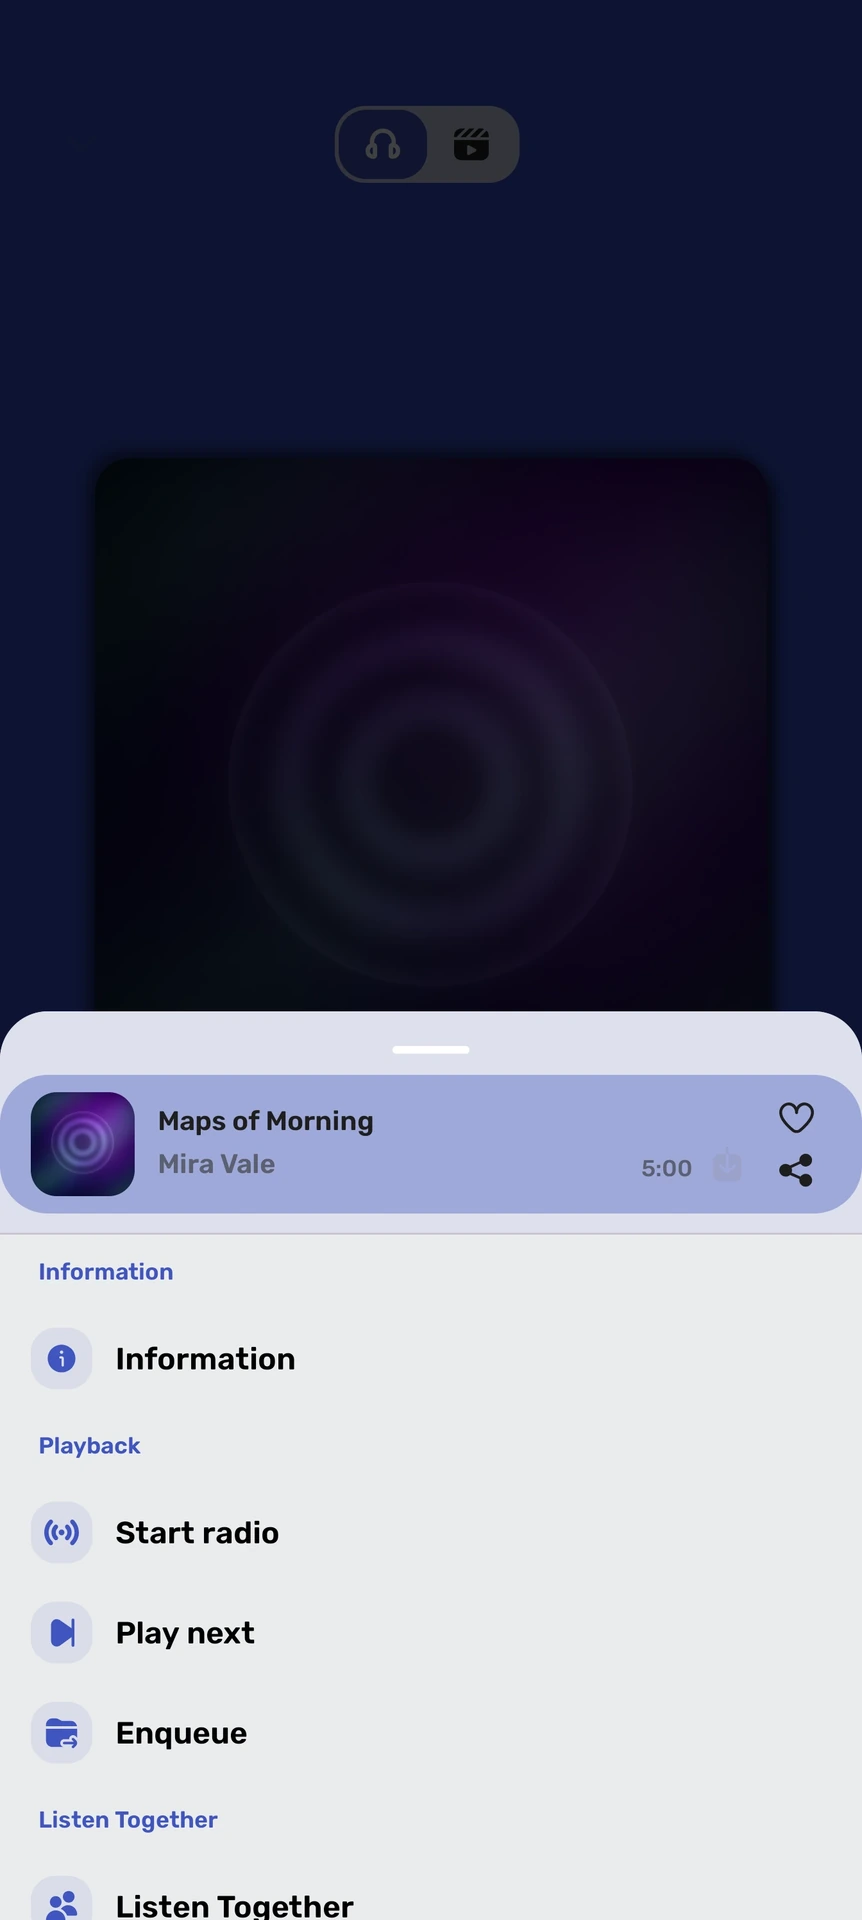 Maps of Morning
Mira Vale
5:00
Information
Information
Playback
Start radio
Play next
Enqueue
Listen Together
Listen Together